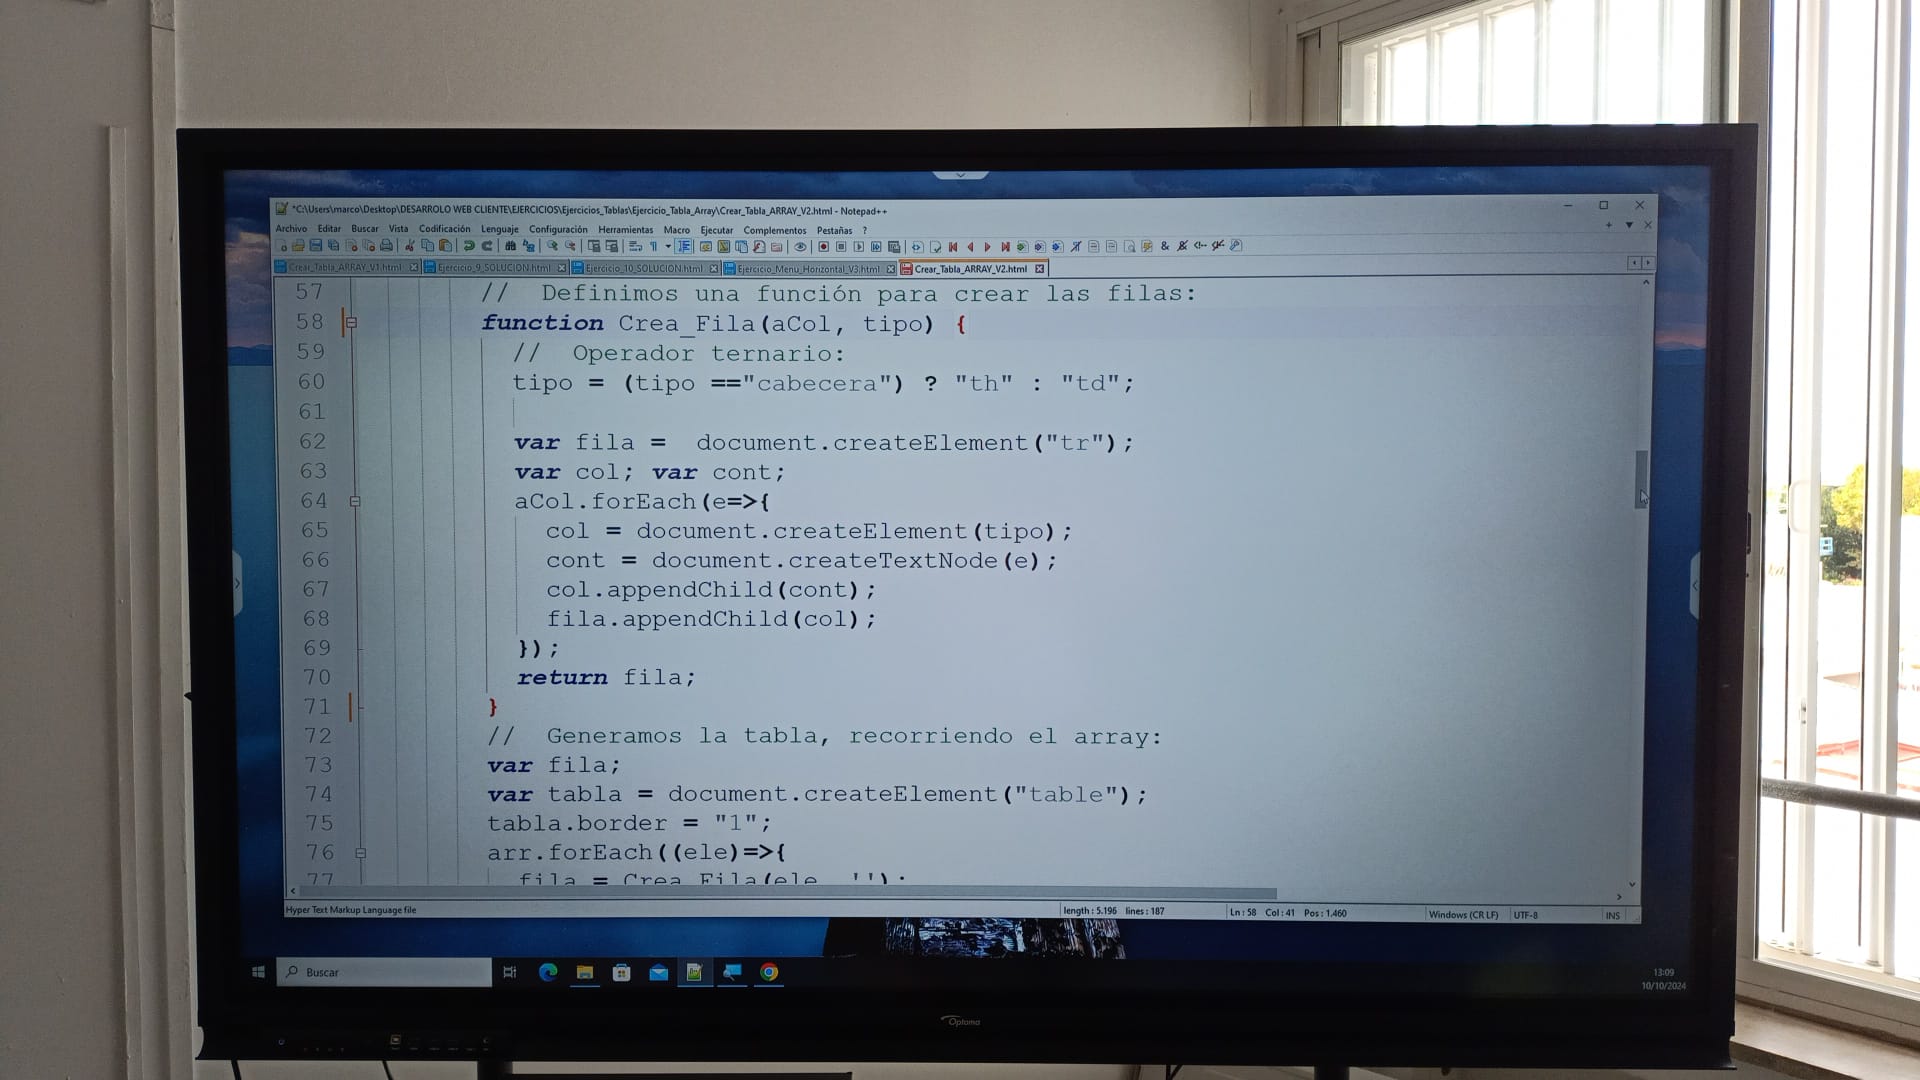 *C:\Users\marco\Desktop\DESARROLO WEB CLIENTE\EJERCICIOS\Ejercicios_Tablas\Ejercicio_Tabla_Array\Crear_Tabla_ARRAY_V2.html - Notepad++
Archivo Editar Buscar Vista Codificación Lenguaje Configuración Herramientas Macro Ejecutar Complementos Pestañas ?
Crear_Tabla_ARRAY_V1.html Ejercicio_9_SOLUCION.html Ejercicio_10_SOLUCION.html Ejercicio_Menu_Horizontal_V3.html Crear_Tabla_ARRAY_V2.html
57 // Definimos una función para crear las filas:
58 function Crea_Fila(aCol, tipo) {
59 // Operador ternario:
60 tipo = (tipo =="cabecera") ? "th" : "td";
61
62 var fila = document.createElement("tr");
63 var col; var cont;
64 aCol.forEach(e=>{
65 col = document.createElement(tipo);
66 cont = document.createTextNode(e);
67 col.appendChild(cont);
68 fila.appendChild(col);
69 });
70 return fila;
71 }
72 // Generamos la tabla, recorriendo el array:
73 var fila;
74 var tabla = document.createElement("table");
75 tabla.border = "1";
76 arr.forEach((ele)=>{
77 fila = Crea_Fila(ele, '');
Hyper Text Markup Language file length : 5.196 lines : 187 Ln : 58 Col : 41 Pos : 1.460 Windows (CR LF) UTF-8 INS
Buscar
13:09
10/10/2024
Optoma